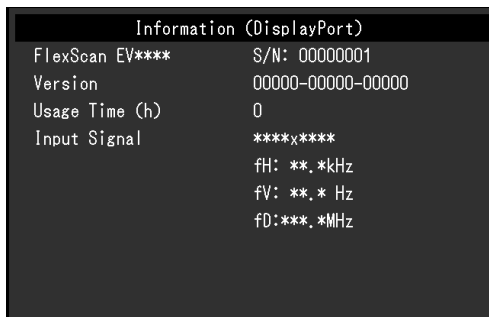 Information (DisplayPort)
FlexScan EV**** S/N: 00000001
Version 00000-00000-00000
Usage Time (h) 0
Input Signal ****x****
fH: **.*kHz
fV: **.* Hz
fD:***.*MHz